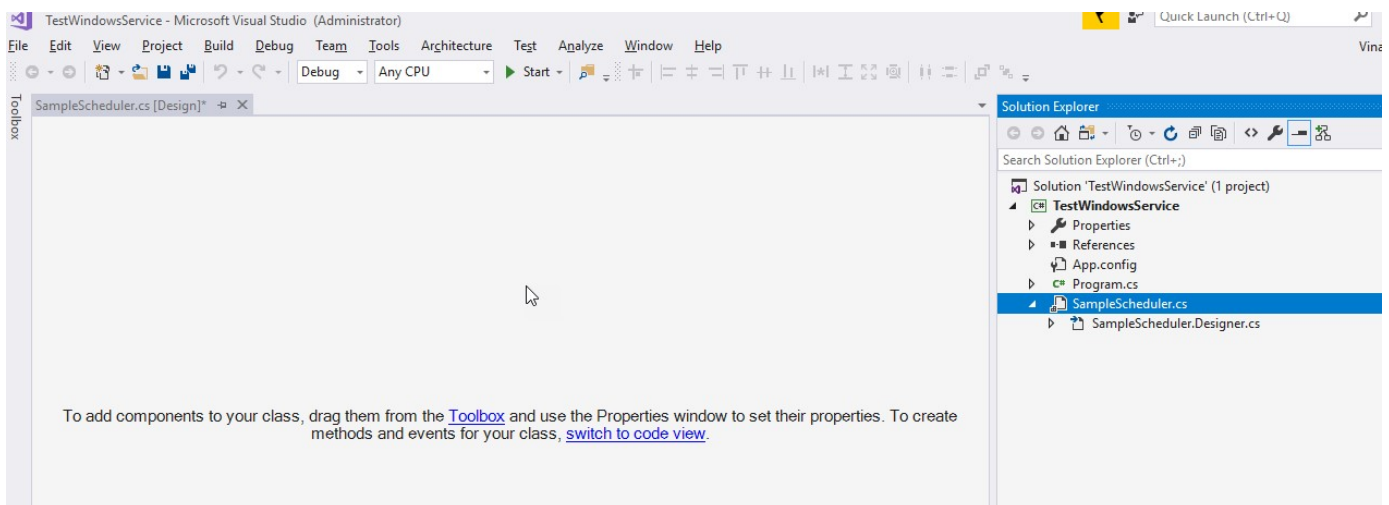 TestWindowsService - Microsoft Visual Studio (Administrator)
Quick Launch (Ctrl+Q)
File Edit View Project Build Debug Team Tools Architecture Test Analyze Window Help
Vina
Debug Any CPU Start
Toolbox
SampleScheduler.cs [Design]*
Solution Explorer
Search Solution Explorer (Ctrl+;)
Solution 'TestWindowsService' (1 project)
C# TestWindowsService
Properties
References
App.config
C# Program.cs
SampleScheduler.cs
SampleScheduler.Designer.cs
To add components to your class, drag them from the Toolbox and use the Properties window to set their properties. To create
methods and events for your class, switch to code view.